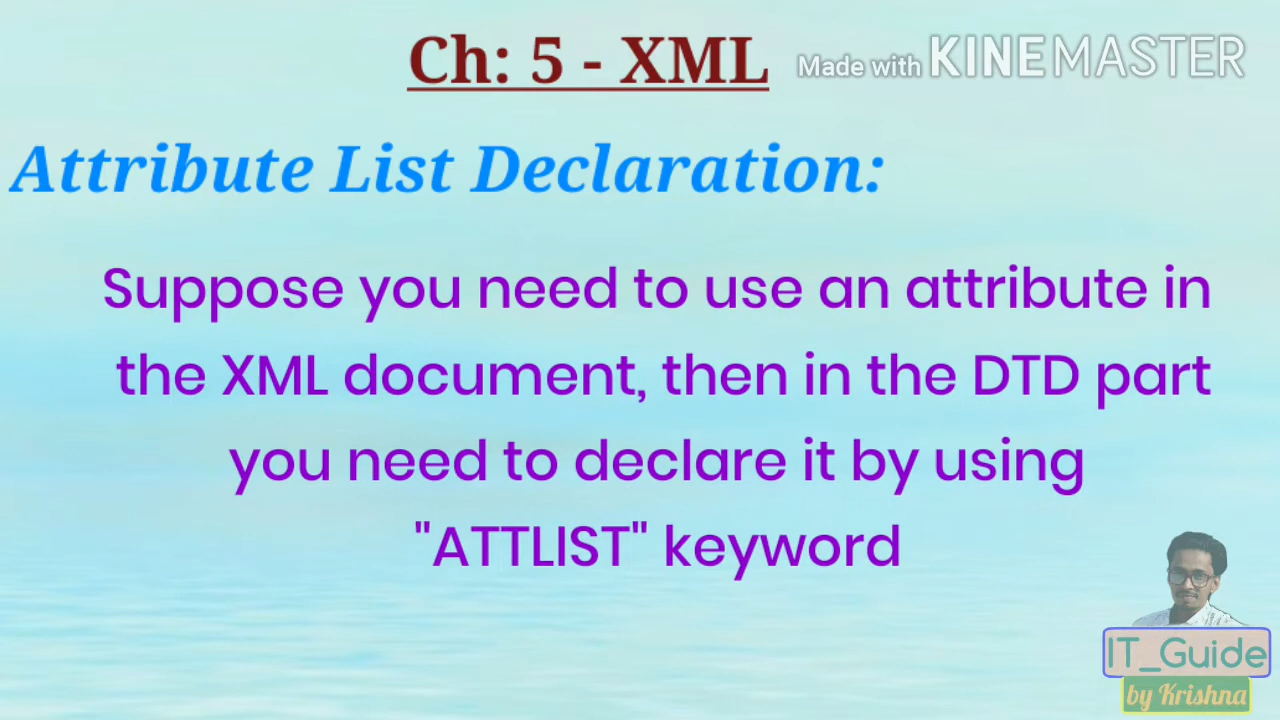 Ch: 5 - XML
Made with KINEMASTER
Attribute List Declaration:
Suppose you need to use an attribute in
the XML document, then in the DTD part
you need to declare it by using
"ATTLIST" keyword
IT_Guide
by Krishna